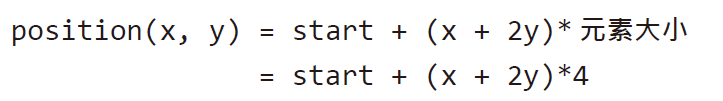 position(x, y) = start + (x + 2y)* 元素大小
= start + (x + 2y)*4